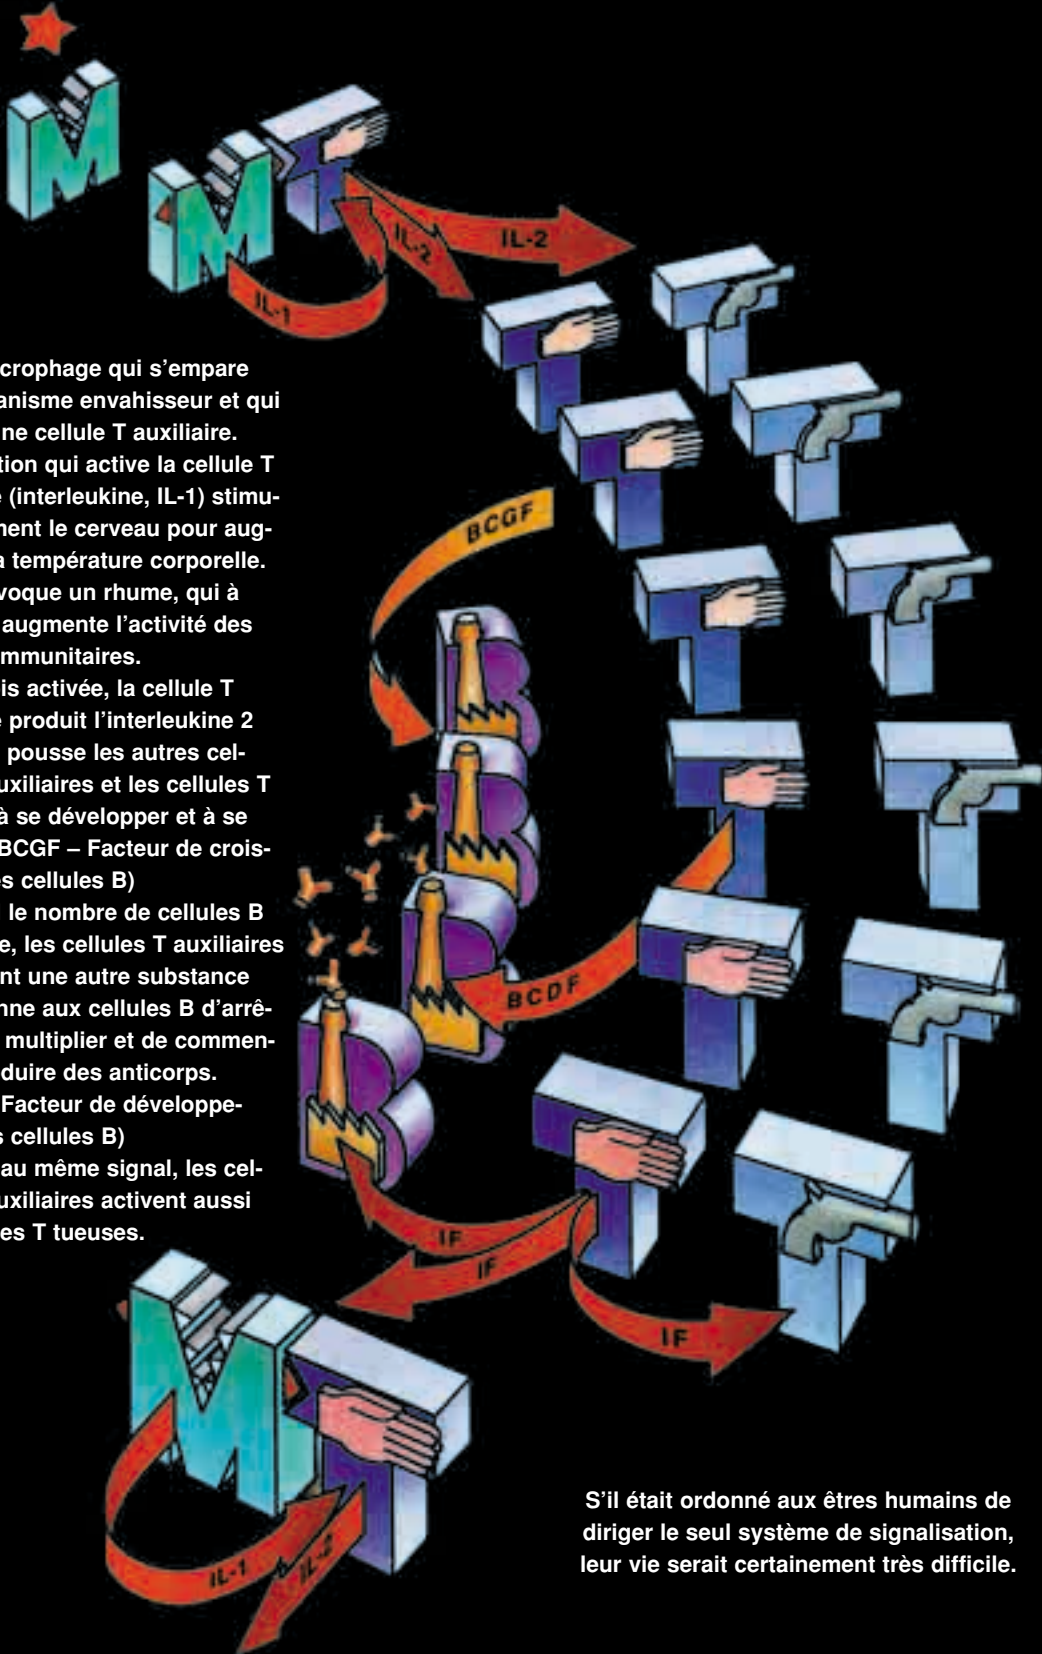 IL-2
IL-2
IL-1
crophage qui s’empare
anisme envahisseur et qui
ne cellule T auxiliaire.
tion qui active la cellule T
e (interleukine, IL-1) stimu-
ment le cerveau pour aug-
a température corporelle.
voque un rhume, qui à
augmente l’activité des
mmunitaires.
is activée, la cellule T
e produit l’interleukine 2
pousse les autres cel-
uxiliaires et les cellules T
à se développer et à se
BCGF – Facteur de crois-
es cellules B)
le nombre de cellules B
e, les cellules T auxiliaires
nt une autre substance
nne aux cellules B d’arrê-
multiplier et de commen-
duire des anticorps.
Facteur de développe-
s cellules B)
au même signal, les cel-
uxiliaires activent aussi
es T tueuses.
BCGF
BCDF
IF
IF
IF
IL-1
IL-2
S’il était ordonné aux êtres humains de
diriger le seul système de signalisation,
leur vie serait certainement très difficile.